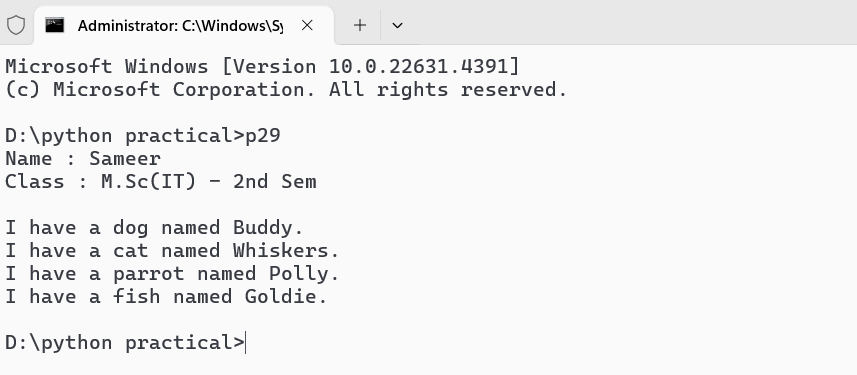 Administrator: C:\Windows\Sy
Microsoft Windows [Version 10.0.22631.4391]
(c) Microsoft Corporation. All rights reserved.
D:\python practical>p29
Name : Sameer
Class : M.Sc(IT) - 2nd Sem
I have a dog named Buddy.
I have a cat named Whiskers.
I have a parrot named Polly.
I have a fish named Goldie.
D:\python practical>